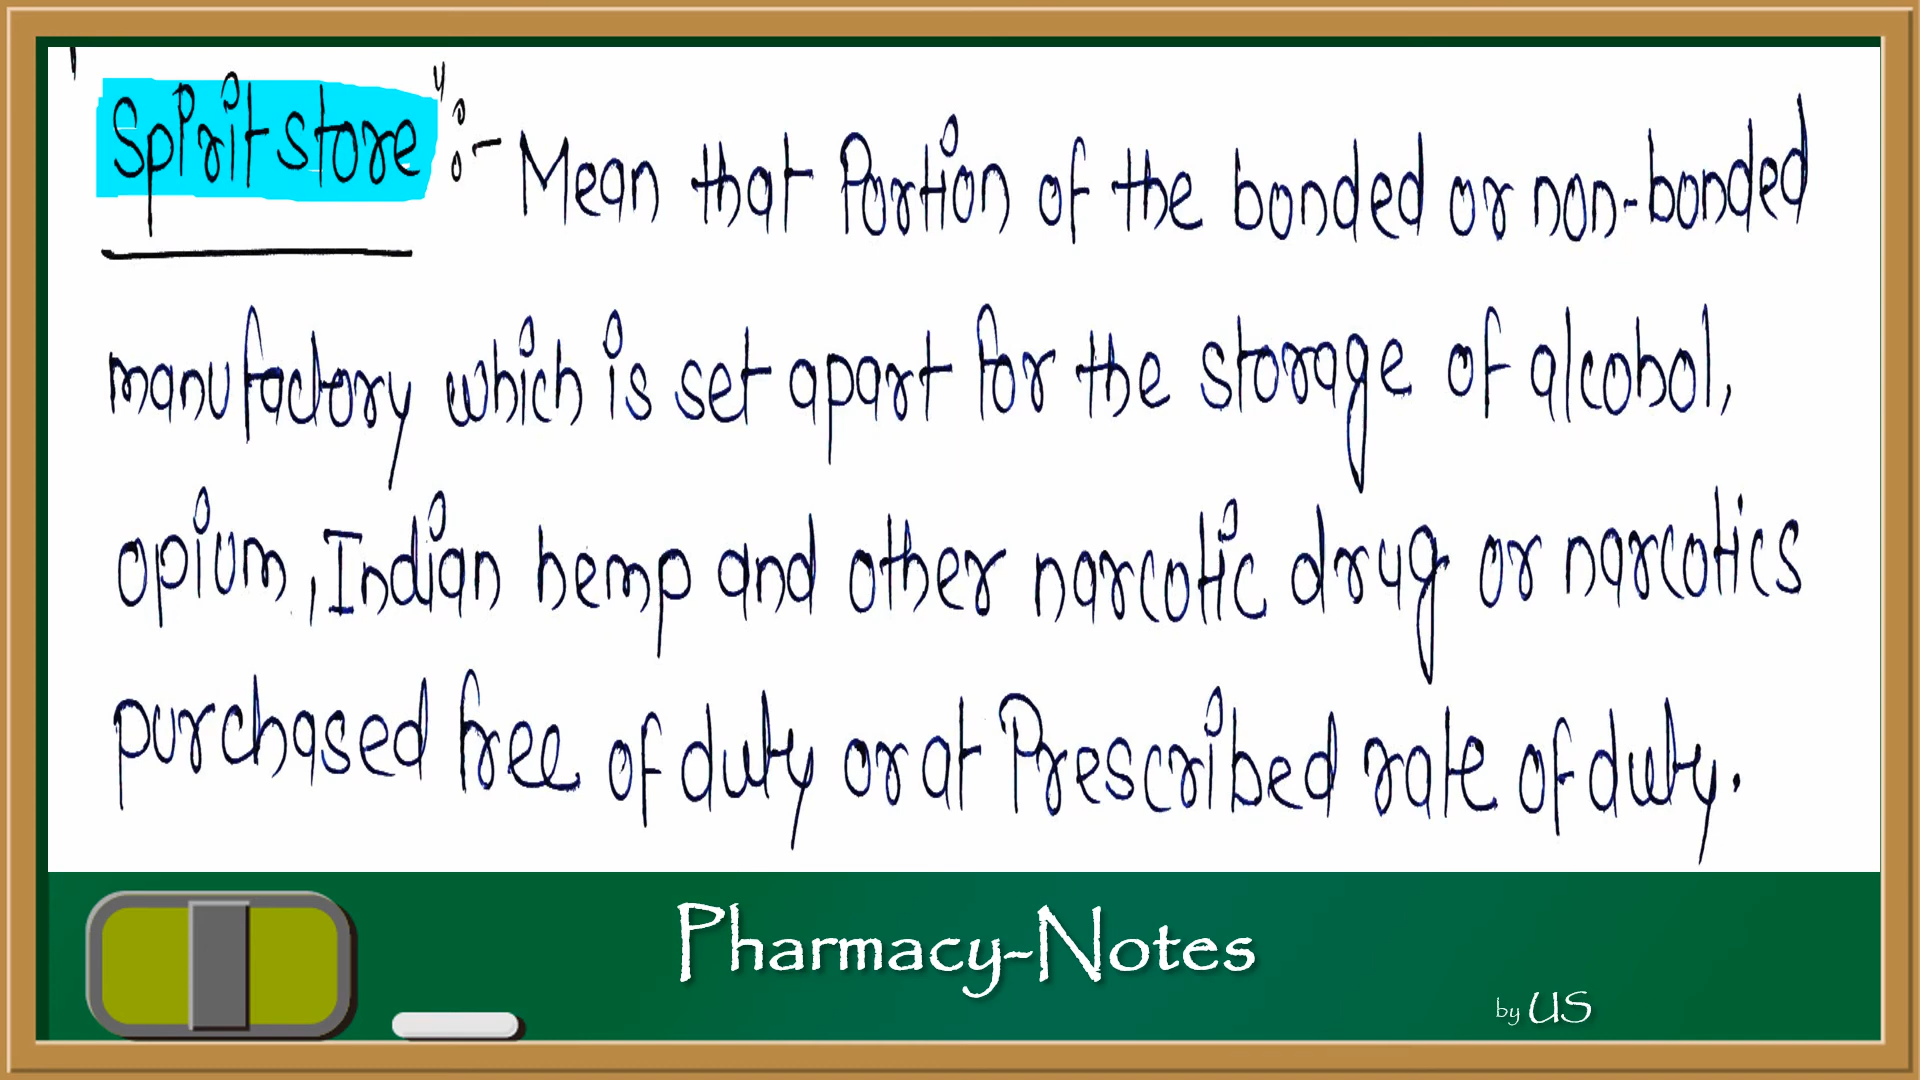 "Spirit store" :- Mean that Portion of the bonded or non-bonded
manufactory which is set apart for the storage of alcohol,
opium, Indian hemp and other narcotic drug or narcotics
purchased free of duty or at Prescribed rate of duty.
Pharmacy-Notes
by US